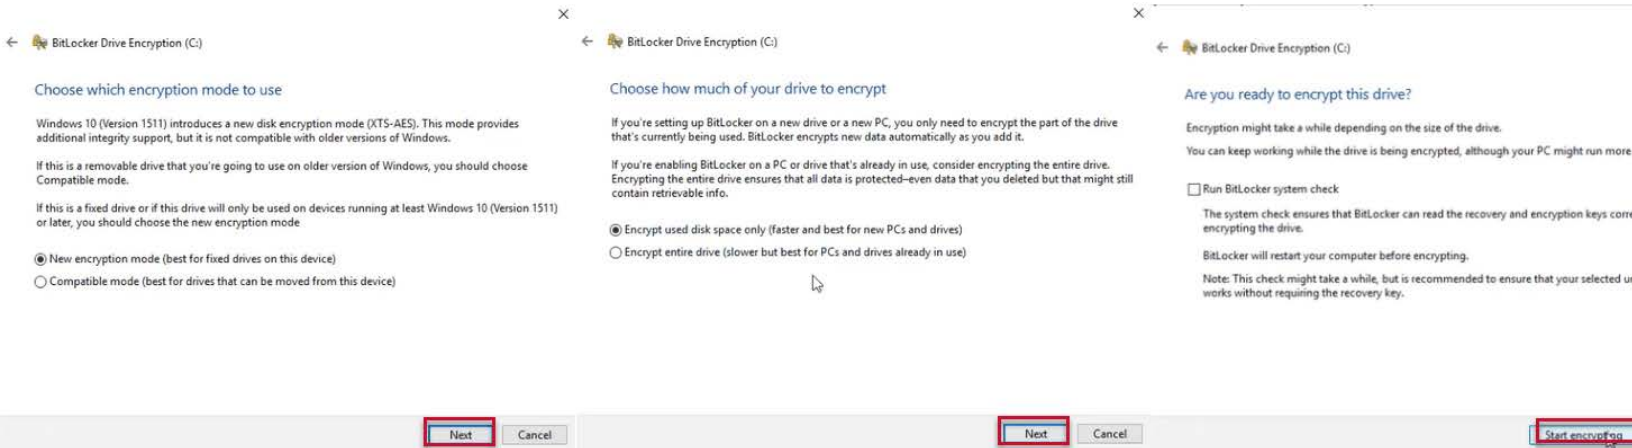 BitLocker Drive Encryption (C:)
Choose which encryption mode to use
Windows 10 (Version 1511) introduces a new disk encryption mode (XTS-AES). This mode provides
additional integrity support, but it is not compatible with older versions of Windows.
If this is a removable drive that you're going to use on older version of Windows, you should choose
Compatible mode.
If this is a fixed drive or if this drive will only be used on devices running at least Windows 10 (Version 1511)
or later, you should choose the new encryption mode
New encryption mode (best for fixed drives on this device)
Compatible mode (best for drives that can be moved from this device)
Next
Cancel
BitLocker Drive Encryption (C:)
Choose how much of your drive to encrypt
If you're setting up BitLocker on a new drive or a new PC, you only need to encrypt the part of the drive
that's currently being used. BitLocker encrypts new data automatically as you add it.
If you're enabling BitLocker on a PC or drive that's already in use, consider encrypting the entire drive.
Encrypting the entire drive ensures that all data is protected–even data that you deleted but that might still
contain retrievable info.
Encrypt used disk space only (faster and best for new PCs and drives)
Encrypt entire drive (slower but best for PCs and drives already in use)
Next
Cancel
BitLocker Drive Encryption (C:)
Are you ready to encrypt this drive?
Encryption might take a while depending on the size of the drive.
You can keep working while the drive is being encrypted, although your PC might run more
Run BitLocker system check
The system check ensures that BitLocker can read the recovery and encryption keys corre
encrypting the drive.
BitLocker will restart your computer before encrypting.
Note: This check might take a while, but is recommended to ensure that your selected un
works without requiring the recovery key.
Start encrypting